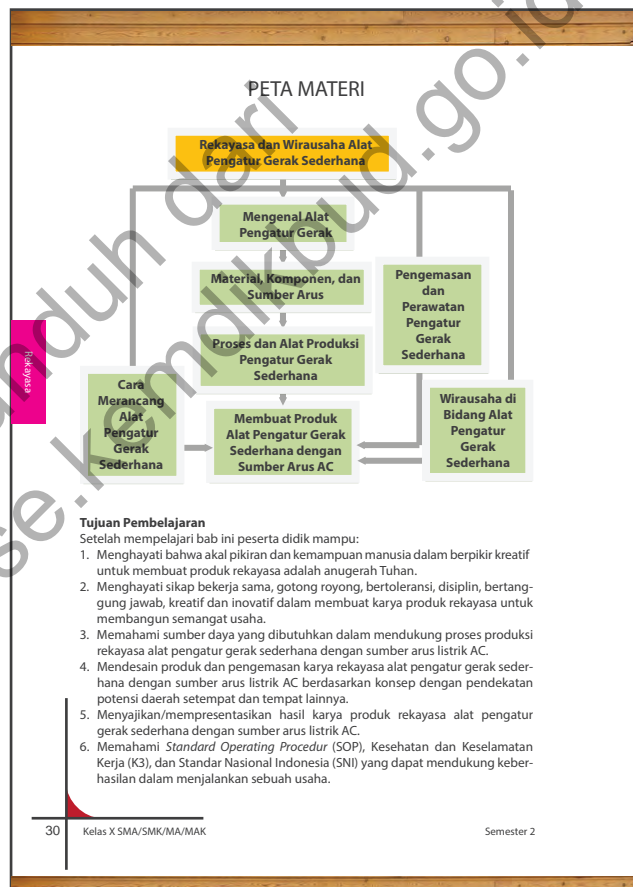 PETA MATERI
Rekayasa dan Wirausaha Alat
Pengatur Gerak Sederhana
Mengenal Alat
Pengatur Gerak
Material, Komponen, dan
Sumber Arus
Proses dan Alat Produksi
Pengatur Gerak
Sederhana
Membuat Produk
Alat Pengatur Gerak
Sederhana dengan
Sumber Arus AC
Cara
Merancang
Alat
Pengatur
Gerak
Sederhana
Pengemasan
dan
Perawatan
Pengatur
Gerak
Sederhana
Wirausaha di
Bidang Alat
Pengatur
Gerak
Sederhana
Rekayasa
Tujuan Pembelajaran
Setelah mempelajari bab ini peserta didik mampu:
1. Menghayati bahwa akal pikiran dan kemampuan manusia dalam berpikir kreatif
untuk membuat produk rekayasa adalah anugerah Tuhan.
2. Menghayati sikap bekerja sama, gotong royong, bertoleransi, disiplin, bertang-
gung jawab, kreatif dan inovatif dalam membuat karya produk rekayasa untuk
membangun semangat usaha.
3. Memahami sumber daya yang dibutuhkan dalam mendukung proses produksi
rekayasa alat pengatur gerak sederhana dengan sumber arus listrik AC.
4. Mendesain produk dan pengemasan karya rekayasa alat pengatur gerak seder-
hana dengan sumber arus listrik AC berdasarkan konsep dengan pendekatan
potensi daerah setempat dan tempat lainnya.
5. Menyajikan/mempresentasikan hasil karya produk rekayasa alat pengatur
gerak sederhana dengan sumber arus listrik AC.
6. Memahami Standard Operating Procedur (SOP), Kesehatan dan Keselamatan
Kerja (K3), dan Standar Nasional Indonesia (SNI) yang dapat mendukung keber-
hasilan dalam menjalankan sebuah usaha.
30 Kelas X SMA/SMK/MA/MAK Semester 2